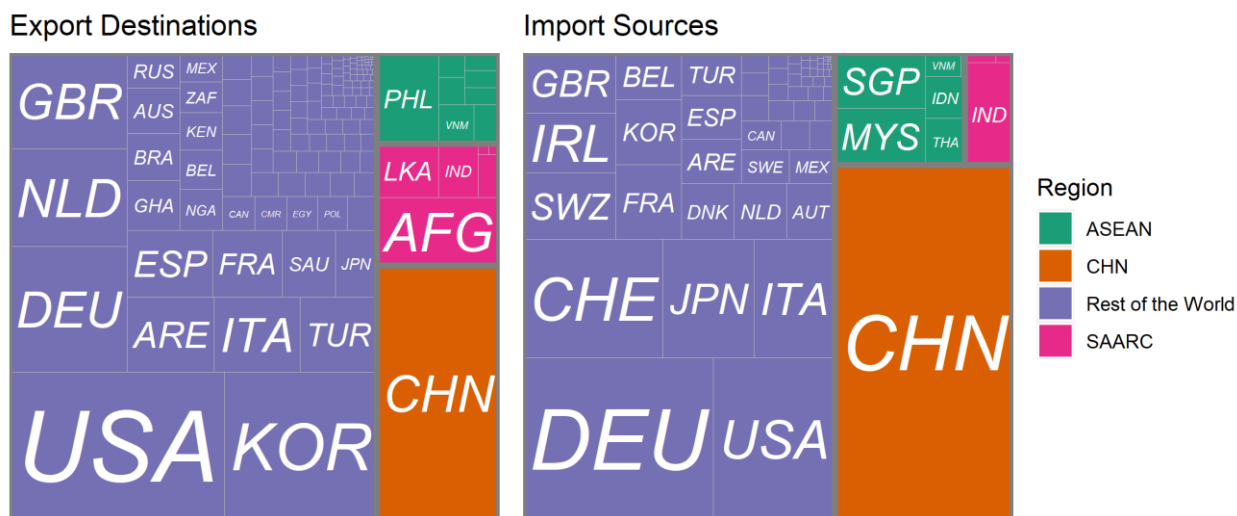 Export Destinations
GBR
NLD
DEU
USA
KOR
RUS
AUS
BRA
GHA
MEX
ZAF
KEN
BEL
NGA
CAN
CMR
EGY
POL
ESP
FRA
SAU
JPN
ARE
ITA
TUR
PHL
VNM
LKA
IND
AFG
CHN
Import Sources
GBR
IRL
SWZ
BEL
KOR
FRA
TUR
ESP
ARE
DNK
CAN
SWE
MEX
NLD
AUT
CHE
JPN
ITA
DEU
USA
SGP
MYS
VNM
IDN
THA
IND
CHN
Region
ASEAN
CHN
Rest of the World
SAARC